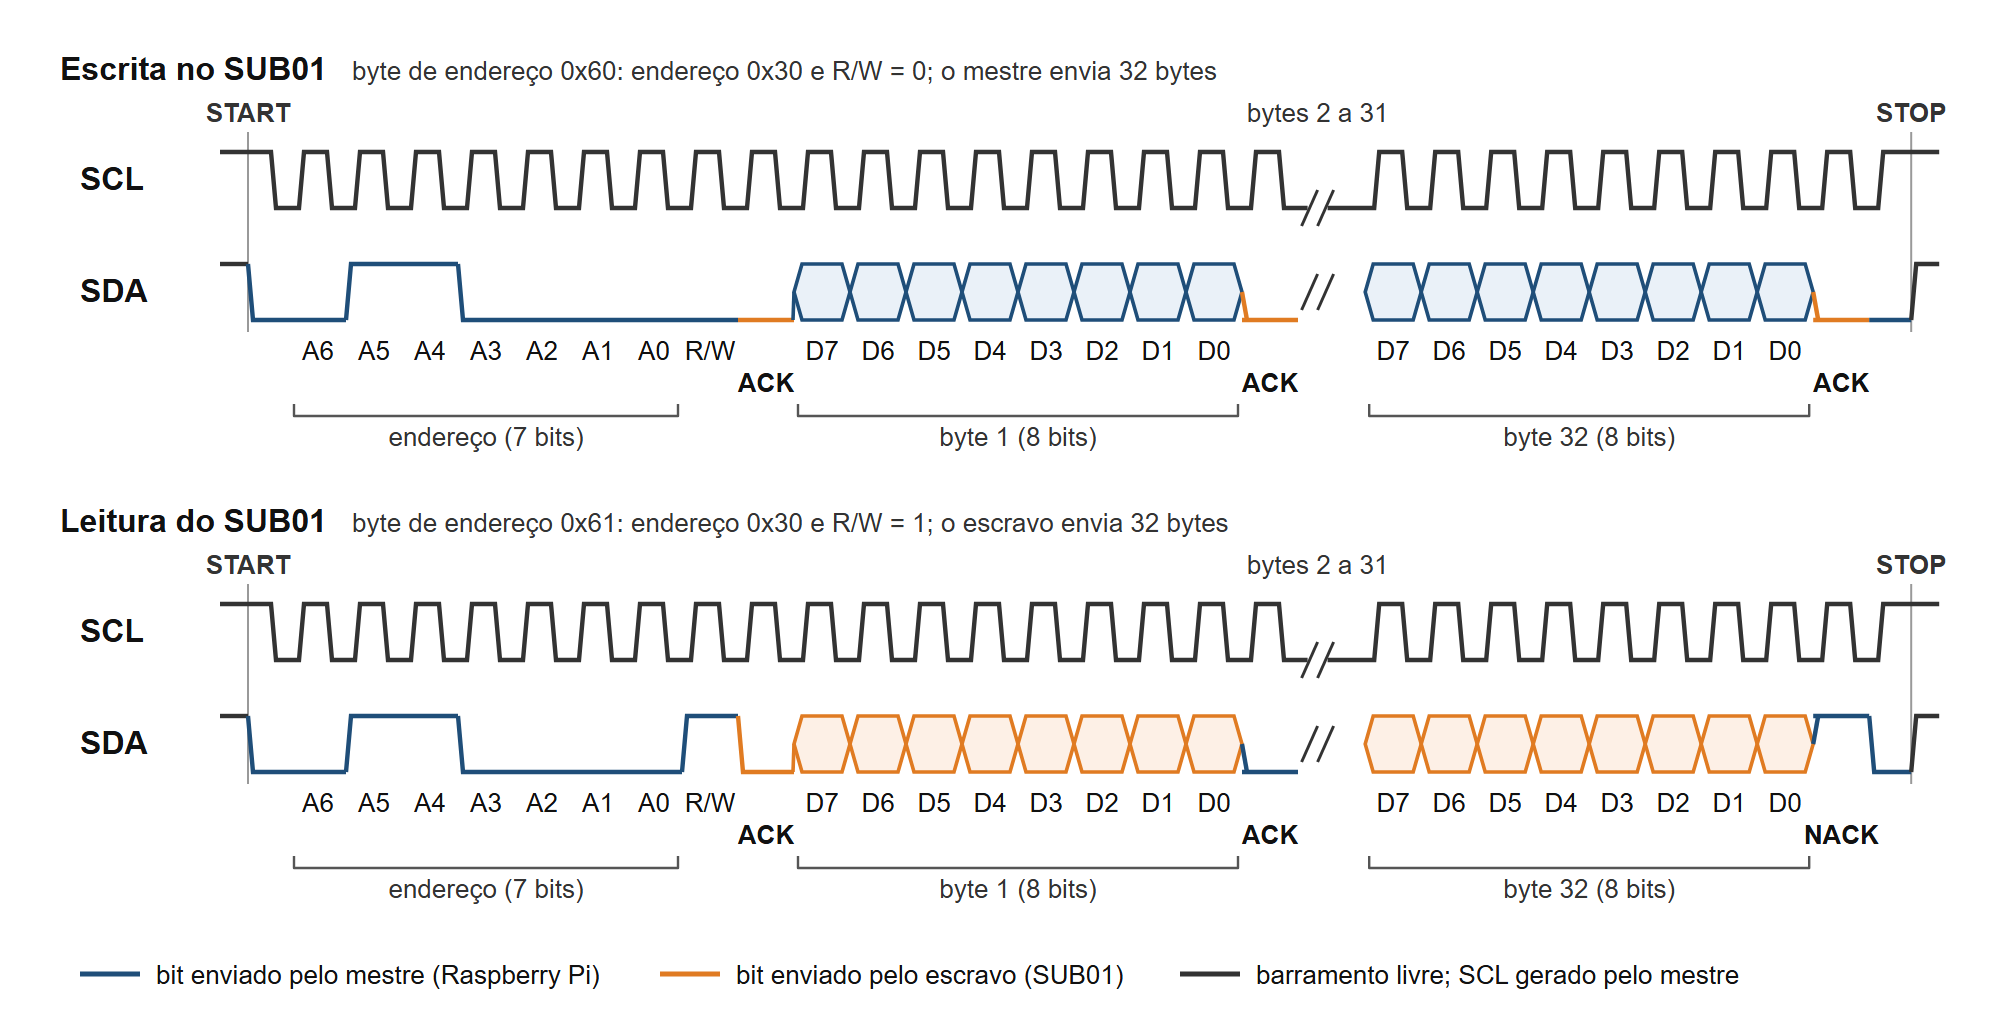 Escrita no SUB01 byte de endereço 0x60: endereço 0x30 e R/W = 0; o mestre envia 32 bytes
START bytes 2 a 31 STOP
SCL
SDA
A6 A5 A4 A3 A2 A1 A0 R/W D7 D6 D5 D4 D3 D2 D1 D0 D7 D6 D5 D4 D3 D2 D1 D0
ACK ACK ACK
endereço (7 bits) byte 1 (8 bits) byte 32 (8 bits)
Leitura do SUB01 byte de endereço 0x61: endereço 0x30 e R/W = 1; o escravo envia 32 bytes
START bytes 2 a 31 STOP
SCL
SDA
A6 A5 A4 A3 A2 A1 A0 R/W D7 D6 D5 D4 D3 D2 D1 D0 D7 D6 D5 D4 D3 D2 D1 D0
ACK ACK NACK
endereço (7 bits) byte 1 (8 bits) byte 32 (8 bits)
bit enviado pelo mestre (Raspberry Pi) bit enviado pelo escravo (SUB01) barramento livre; SCL gerado pelo mestre